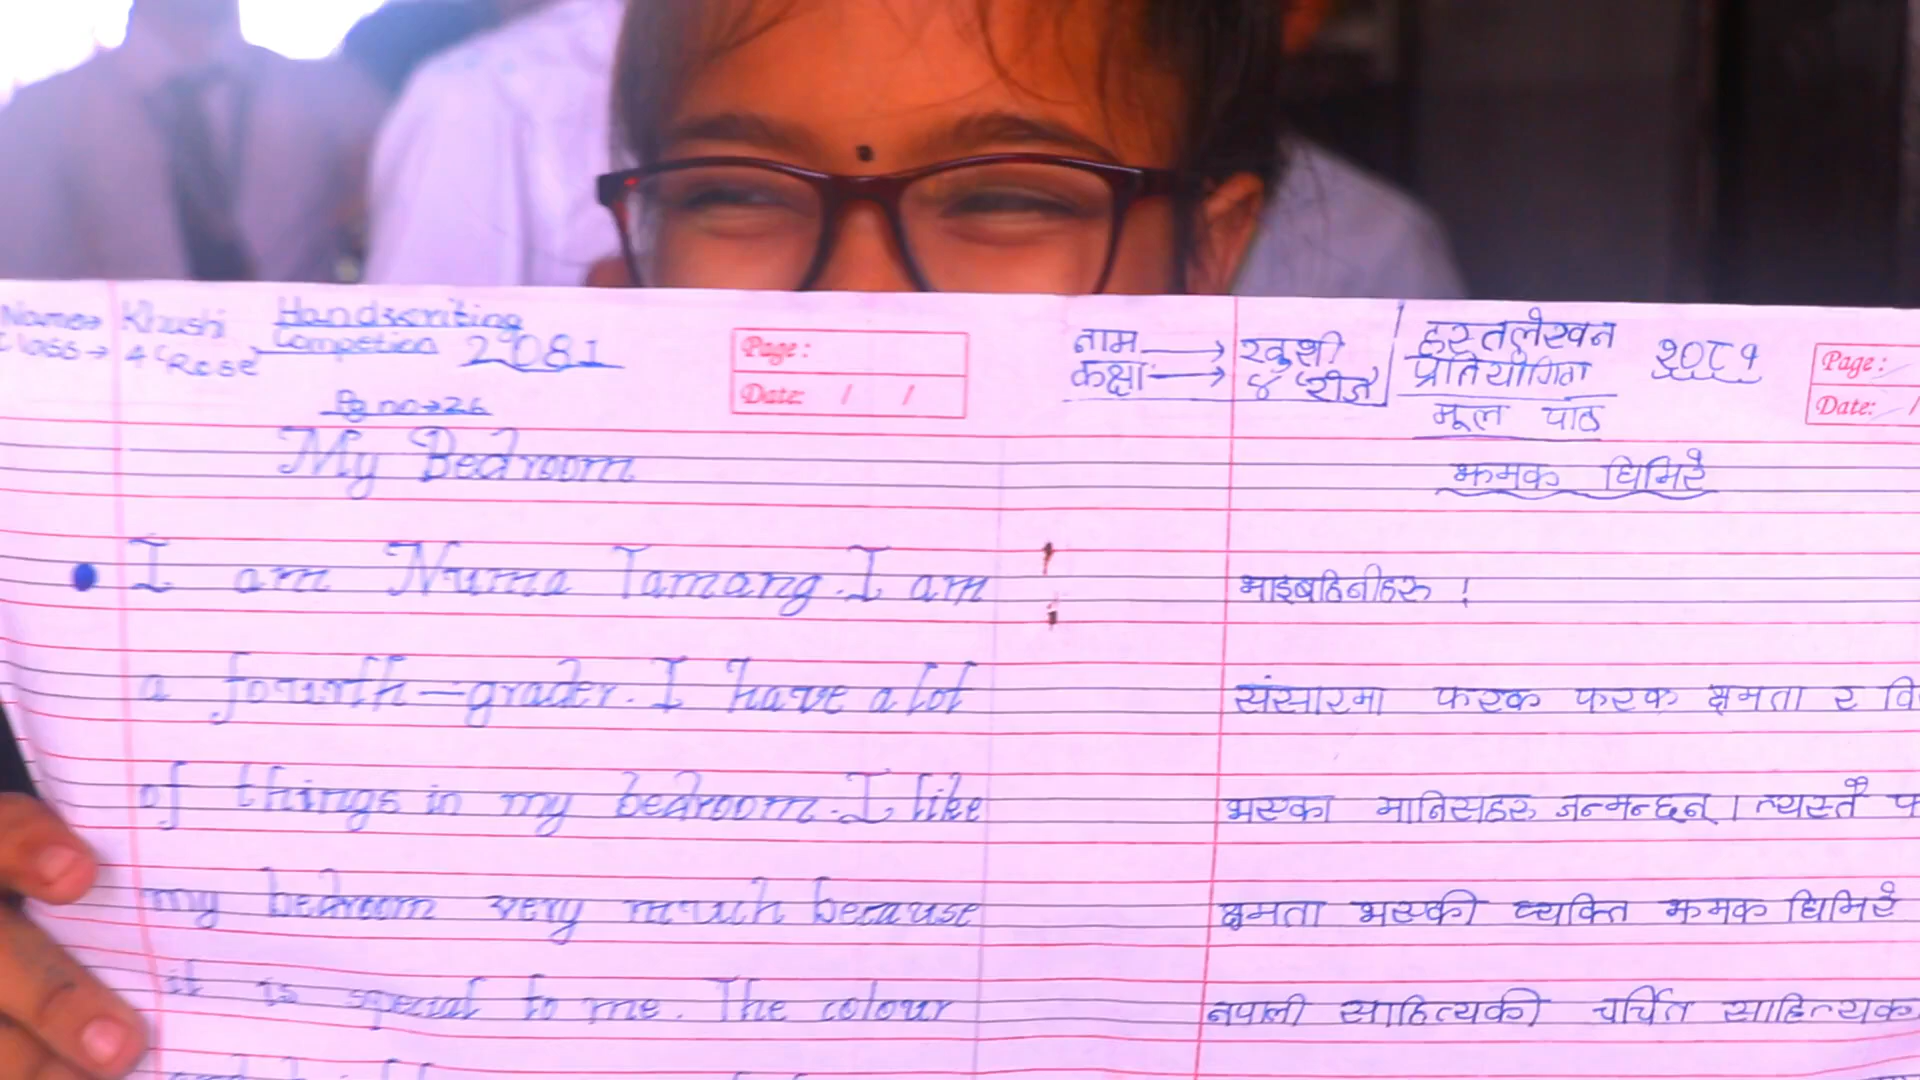 Name→ Khushi
Class→ 4 "Rose"
Handwriting
Competion 2081
Page:
Date: / /
Pg no→26
My Bedroom
I am Numa Tamang. I am
a fourth-grader. I have a lot
of things in my bedroom. I like
my bedroom very much because
it is special to me. The colour
नाम → खुशी
कक्षा → ४ "रोज"
हस्तलेखन
प्रतियोगिता २०८१
मूल पाठ
Page:
Date: /
झमक घिमिरे
भाइबहिनीहरु !
संसारमा फरक फरक क्षमता र वि
भएका मानिसहरु जन्मन्छन् । त्यस्तै फ
क्षमता भएकी व्यक्ति झमक घिमिरे
नेपाली साहित्यकी चर्चित साहित्यक